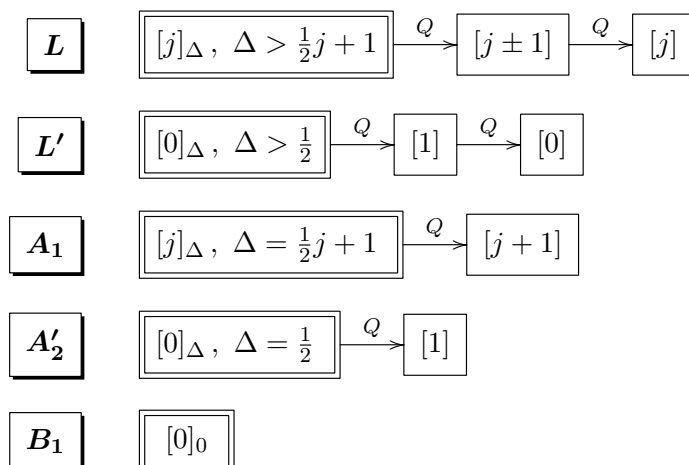 L [j]_Δ , Δ > ½j + 1 Q [j ± 1] Q [j]
L′ [0]_Δ , Δ > ½ Q [1] Q [0]
A₁ [j]_Δ , Δ = ½j + 1 Q [j + 1]
A′₂ [0]_Δ , Δ = ½ Q [1]
B₁ [0]₀